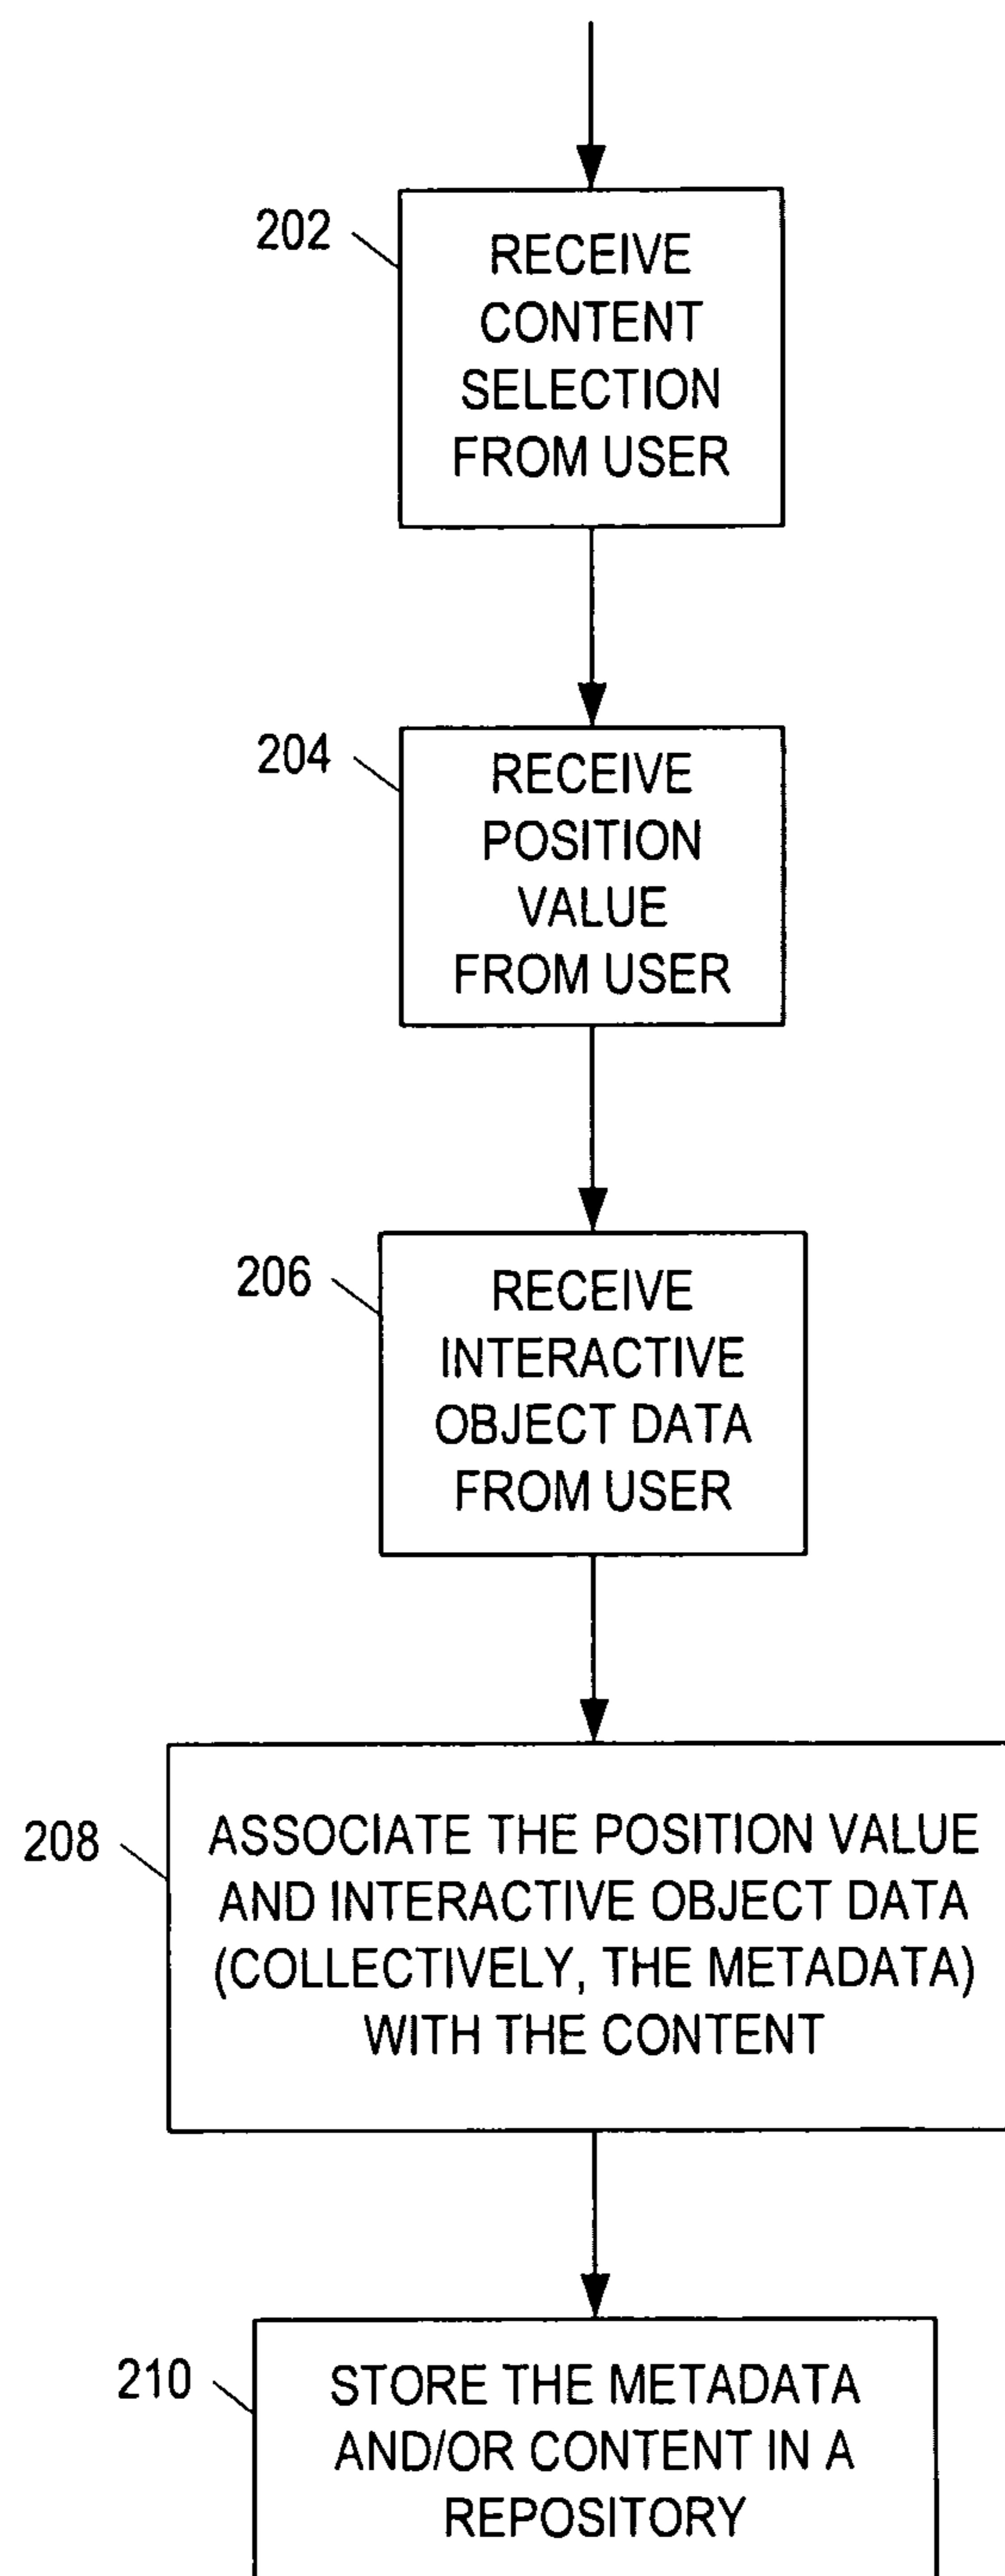 202
RECEIVE
CONTENT
SELECTION
FROM USER
204
RECEIVE
POSITION
VALUE
FROM USER
206
RECEIVE
INTERACTIVE
OBJECT DATA
FROM USER
208
ASSOCIATE THE POSITION VALUE
AND INTERACTIVE OBJECT DATA
(COLLECTIVELY, THE METADATA)
WITH THE CONTENT
210
STORE THE METADATA
AND/OR CONTENT IN A
REPOSITORY